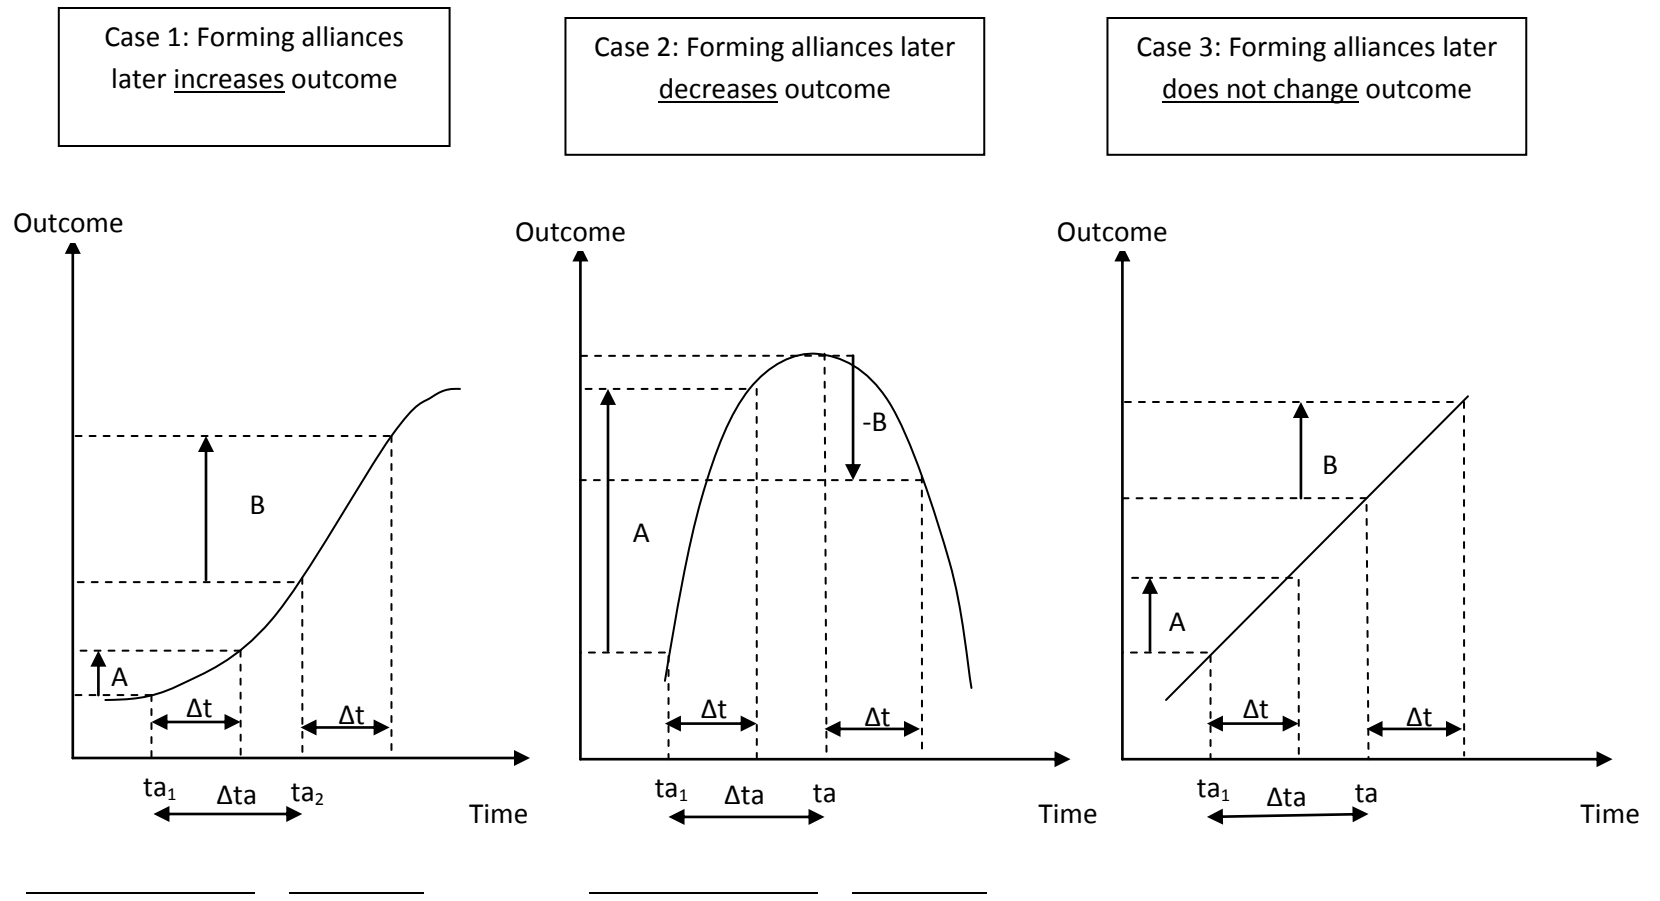 Case 1: Forming alliances
later increases outcome
Case 2: Forming alliances later
decreases outcome
Case 3: Forming alliances later
does not change outcome
Outcome
B
A
Δt
Δt
ta₁
Δta
ta₂
Time
Outcome
-B
A
Δt
Δt
ta₁
Δta
ta
Time
Outcome
B
A
Δt
Δt
ta₁
Δta
ta
Time